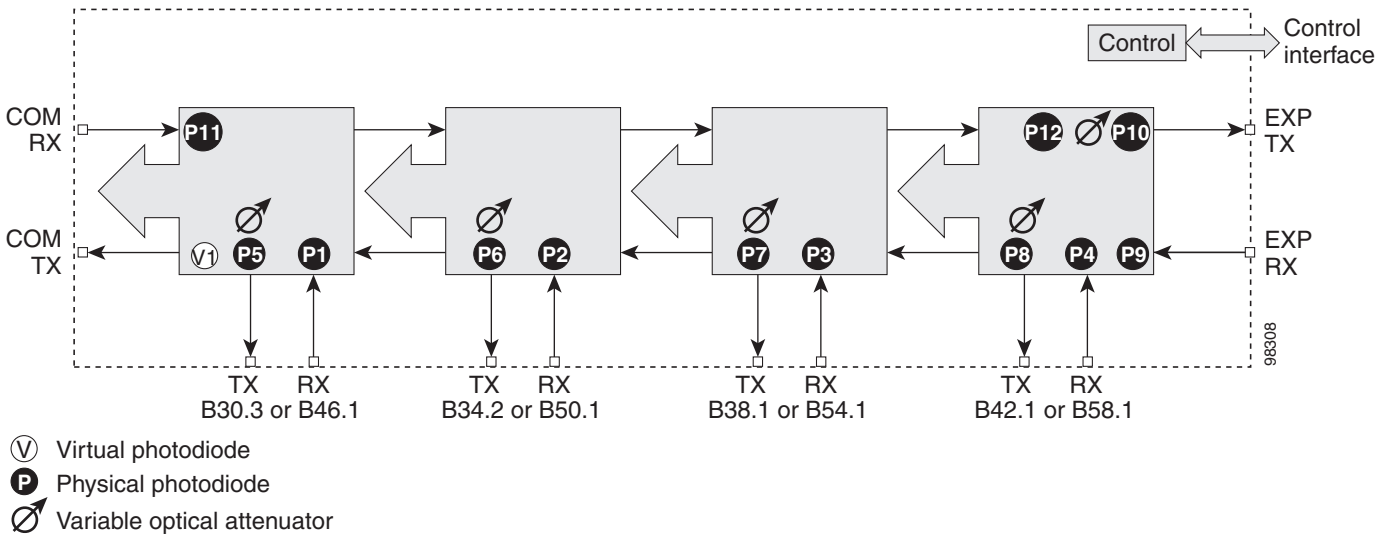 Control
Control
interface
COM
RX
P11
P12
P10
EXP
TX
COM
TX
V1
P5
P1
P6
P2
P7
P3
P8
P4
P9
EXP
RX
98308
TX RX
B30.3 or B46.1
TX RX
B34.2 or B50.1
TX RX
B38.1 or B54.1
TX RX
B42.1 or B58.1
V Virtual photodiode
P Physical photodiode
Variable optical attenuator